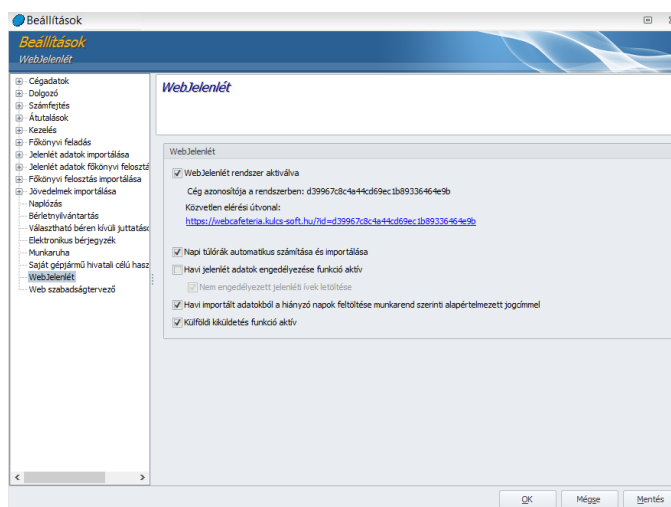 Beállítások
Beállítások
WebJelenlét
Cégadatok
Dolgozó
Számfejtés
Átutalások
Kezelés
Főkönyvi feladás
Jelenlét adatok importálása
Jelenlét adatok főkönyvi felosztá
Főkönyvi felosztás importálása
Jövedelmek importálása
Naplózás
Bérletnyilvántartás
Választható béren kívüli juttatáso
Elektronikus bérjegyzék
Munkaruha
Saját gépjármű hivatali célú hasz
WebJelenlét
Web szabadságtervező
WebJelenlét
WebJelenlét
WebJelenlét rendszer aktiválva
Cég azonosítója a rendszerben: d39967c8c4a44cd69ec1b89336464e9b
Közvetlen elérési útvonal:
https://webcafeteria.kulcs-soft.hu/?id=d39967c8c4a44cd69ec1b89336464e9b
Napi túlórák automatikus számítása és importálása
Havi jelenlét adatok engedélyezése funkció aktív
Nem engedélyezett jelenléti ívek letöltése
Havi importált adatokból a hiányzó napok feltöltése munkarend szerinti alapértelmezett jogcímmel
Külföldi kiküldetés funkció aktív
OK
Mégse
Mentés